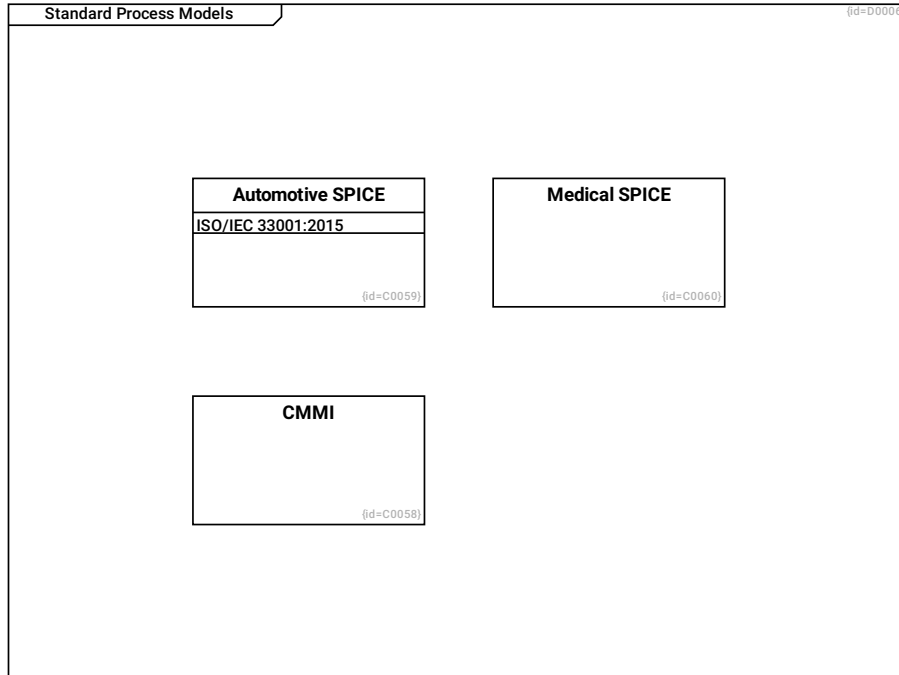 Standard Process Models
{id=D0006
Automotive SPICE
ISO/IEC 33001:2015
{id=C0059}
Medical SPICE
{id=C0060}
CMMI
{id=C0058}